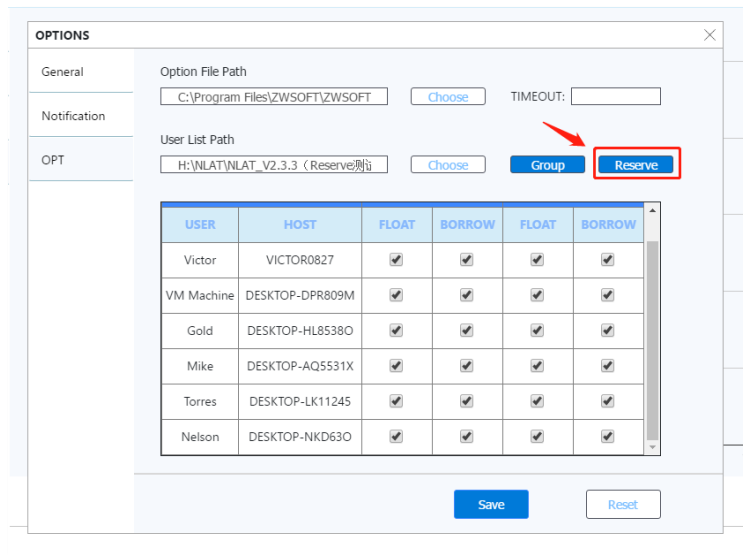 OPTIONS
General
Notification
OPT
Option File Path
C:\Program Files\ZWSOFT\ZWSOFT
Choose
TIMEOUT:
User List Path
H:\NLAT\NLAT_V2.3.3（Reserve测
Choose
Group
Reserve
USER HOST FLOAT BORROW FLOAT BORROW
Victor VICTOR0827
VM Machine DESKTOP-DPR809M
Gold DESKTOP-HL8538O
Mike DESKTOP-AQ5531X
Torres DESKTOP-LK11245
Nelson DESKTOP-NKD63O
Save
Reset